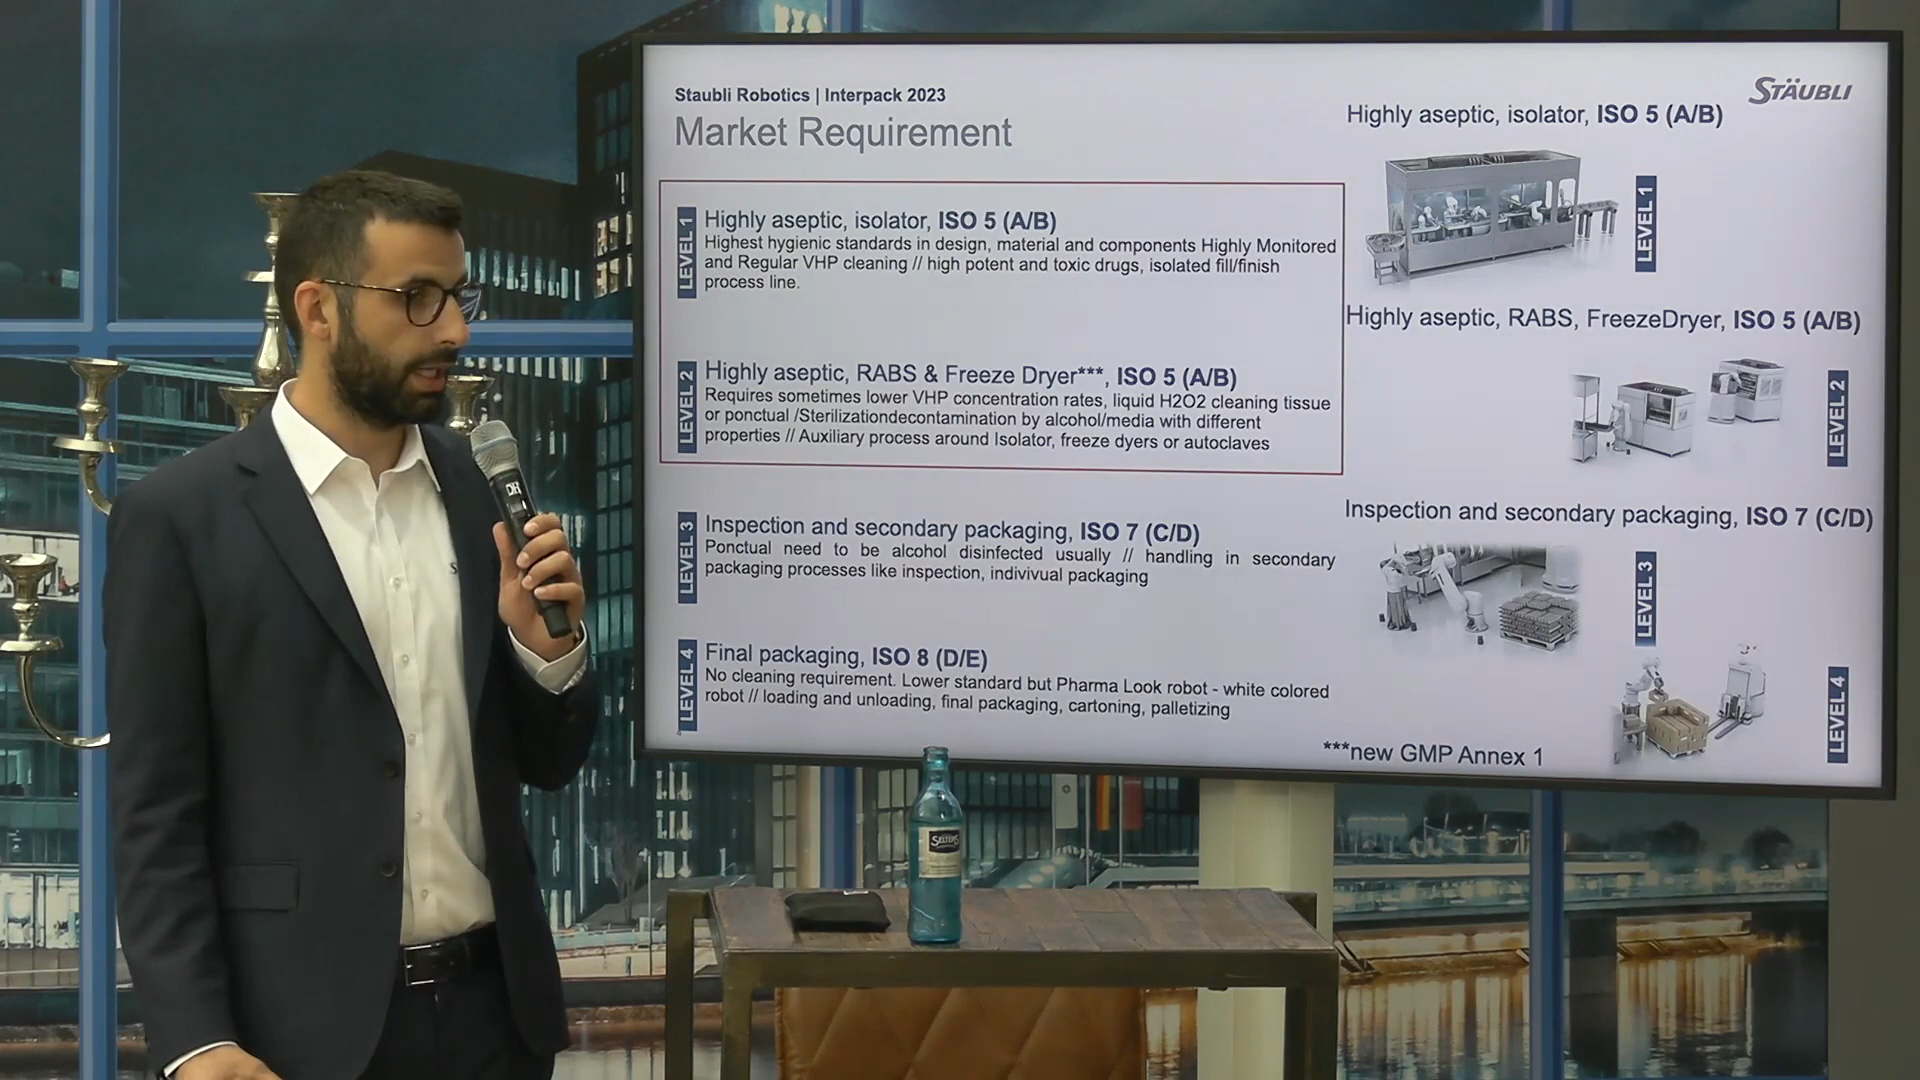 Staubli Robotics | Interpack 2023
Market Requirement
STÄUBLI
LEVEL 1
Highly aseptic, isolator, ISO 5 (A/B)
Highest hygienic standards in design, material and components Highly Monitored
and Regular VHP cleaning // high potent and toxic drugs, isolated fill/finish
process line.
LEVEL 2
Highly aseptic, RABS & Freeze Dryer***, ISO 5 (A/B)
Requires sometimes lower VHP concentration rates, liquid H2O2 cleaning tissue
or ponctual /Sterilizationdecontamination by alcohol/media with different
properties // Auxiliary process around Isolator, freeze dyers or autoclaves
LEVEL 3
Inspection and secondary packaging, ISO 7 (C/D)
Ponctual need to be alcohol disinfected usually // handling in secondary
packaging processes like inspection, indivivual packaging
LEVEL 4
Final packaging, ISO 8 (D/E)
No cleaning requirement. Lower standard but Pharma Look robot - white colored
robot // loading and unloading, final packaging, cartoning, palletizing
Highly aseptic, isolator, ISO 5 (A/B)
LEVEL 1
Highly aseptic, RABS, FreezeDryer, ISO 5 (A/B)
LEVEL 2
Inspection and secondary packaging, ISO 7 (C/D)
LEVEL 3
LEVEL 4
***new GMP Annex 1
DH
SELTERS